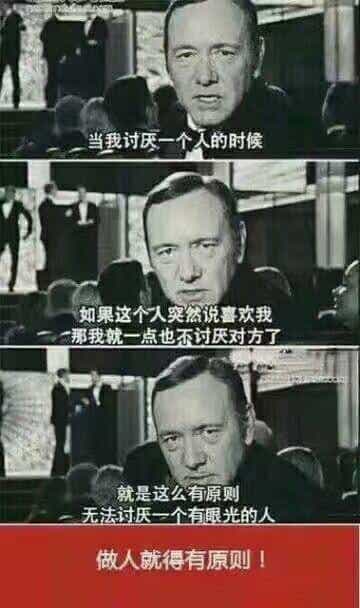 当我讨厌一个人的时候
如果这个人突然说喜欢我
那我就一点也不讨厌对方了
就是这么有原则
无法讨厌一个有眼光的人
做人就得有原则！